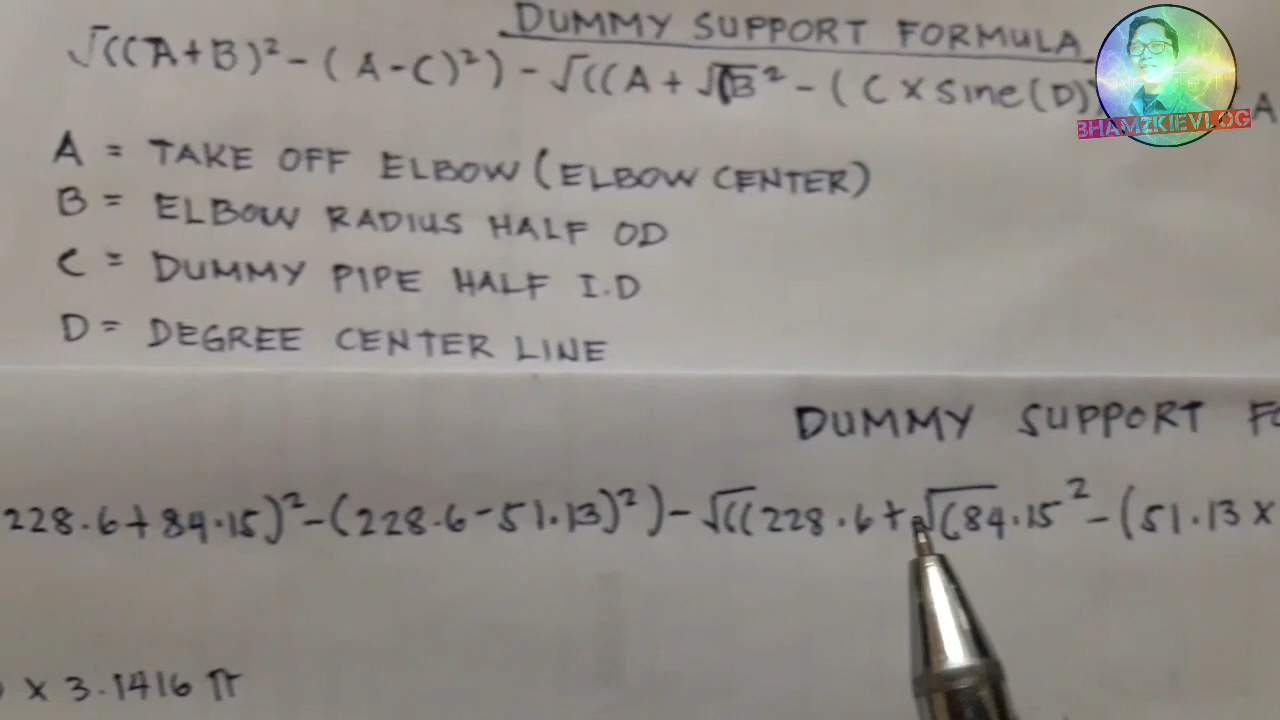 DUMMY SUPPORT FORMULA
√((A+B)²-(A-C)²)-√((A+√(B²-(C×Sine(D)) A
BHAMZKIEVLOG
A = TAKE OFF ELBOW (ELBOW CENTER)
B = ELBOW RADIUS HALF OD
C = DUMMY PIPE HALF I.D
D = DEGREE CENTER LINE
DUMMY SUPPORT FO
228.6+84.15)²-(228.6-51.13)²)-√((228.6+√(84.15²-(51.13×
) × 3.1416 π